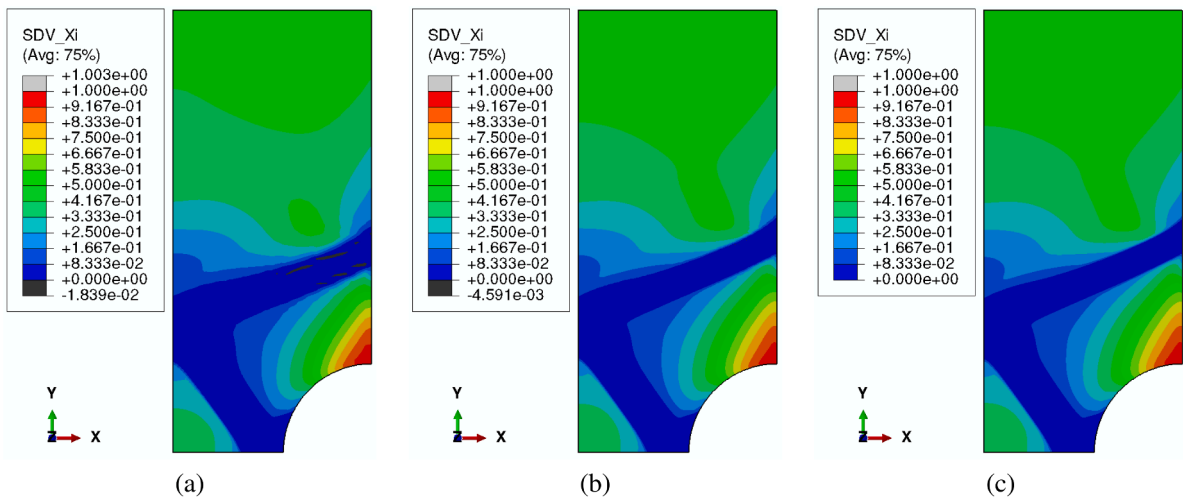 SDV_Xi
(Avg: 75%)
+1.003e+00
+1.000e+00
+9.167e-01
+8.333e-01
+7.500e-01
+6.667e-01
+5.833e-01
+5.000e-01
+4.167e-01
+3.333e-01
+2.500e-01
+1.667e-01
+8.333e-02
+0.000e+00
-1.839e-02
Y
Z
X
(a)
SDV_Xi
(Avg: 75%)
+1.000e+00
+1.000e+00
+9.167e-01
+8.333e-01
+7.500e-01
+6.667e-01
+5.833e-01
+5.000e-01
+4.167e-01
+3.333e-01
+2.500e-01
+1.667e-01
+8.333e-02
+0.000e+00
-4.591e-03
Y
Z
X
(b)
SDV_Xi
(Avg: 75%)
+1.000e+00
+1.000e+00
+9.167e-01
+8.333e-01
+7.500e-01
+6.667e-01
+5.833e-01
+5.000e-01
+4.167e-01
+3.333e-01
+2.500e-01
+1.667e-01
+8.333e-02
+0.000e+00
Y
Z
X
(c)